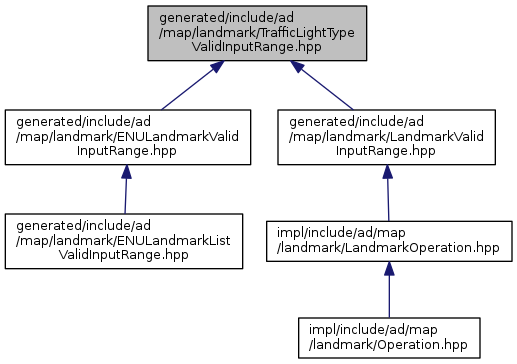 generated/include/ad
/map/landmark/TrafficLightType
ValidInputRange.hpp
generated/include/ad
/map/landmark/ENULandmarkValid
InputRange.hpp
generated/include/ad
/map/landmark/LandmarkValid
InputRange.hpp
generated/include/ad
/map/landmark/ENULandmarkList
ValidInputRange.hpp
impl/include/ad/map
/landmark/LandmarkOperation.hpp
impl/include/ad/map
/landmark/Operation.hpp